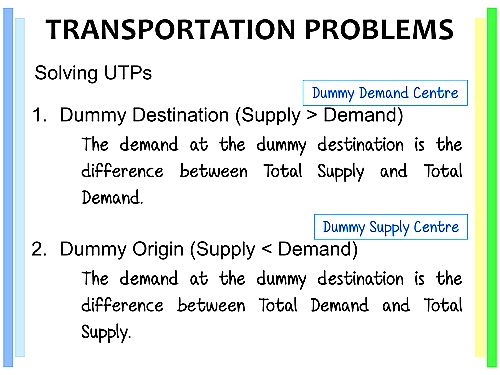 TRANSPORTATION PROBLEMS
Solving UTPs
Dummy Demand Centre
1. Dummy Destination (Supply > Demand)
The demand at the dummy destination is the
difference between Total Supply and Total
Demand.
Dummy Supply Centre
2. Dummy Origin (Supply < Demand)
The demand at the dummy destination is the
difference between Total Demand and Total
Supply.